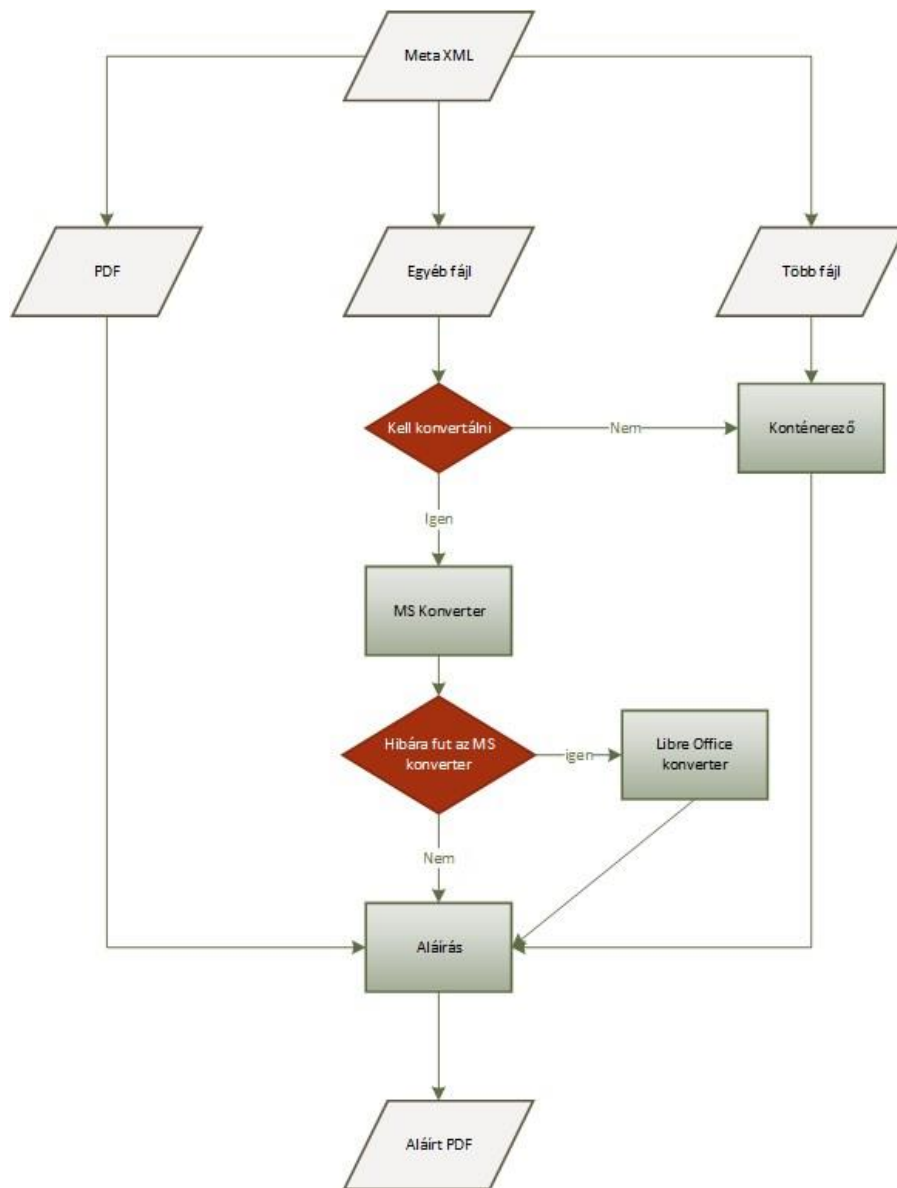 Meta XML
PDF
Egyéb fájl
Több fájl
Kell konvertálni
Nem
Konténerező
Igen
MS Konverter
Hibára fut az MS
konverter
igen
Libre Office
konverter
Nem
Aláírás
Aláírt PDF